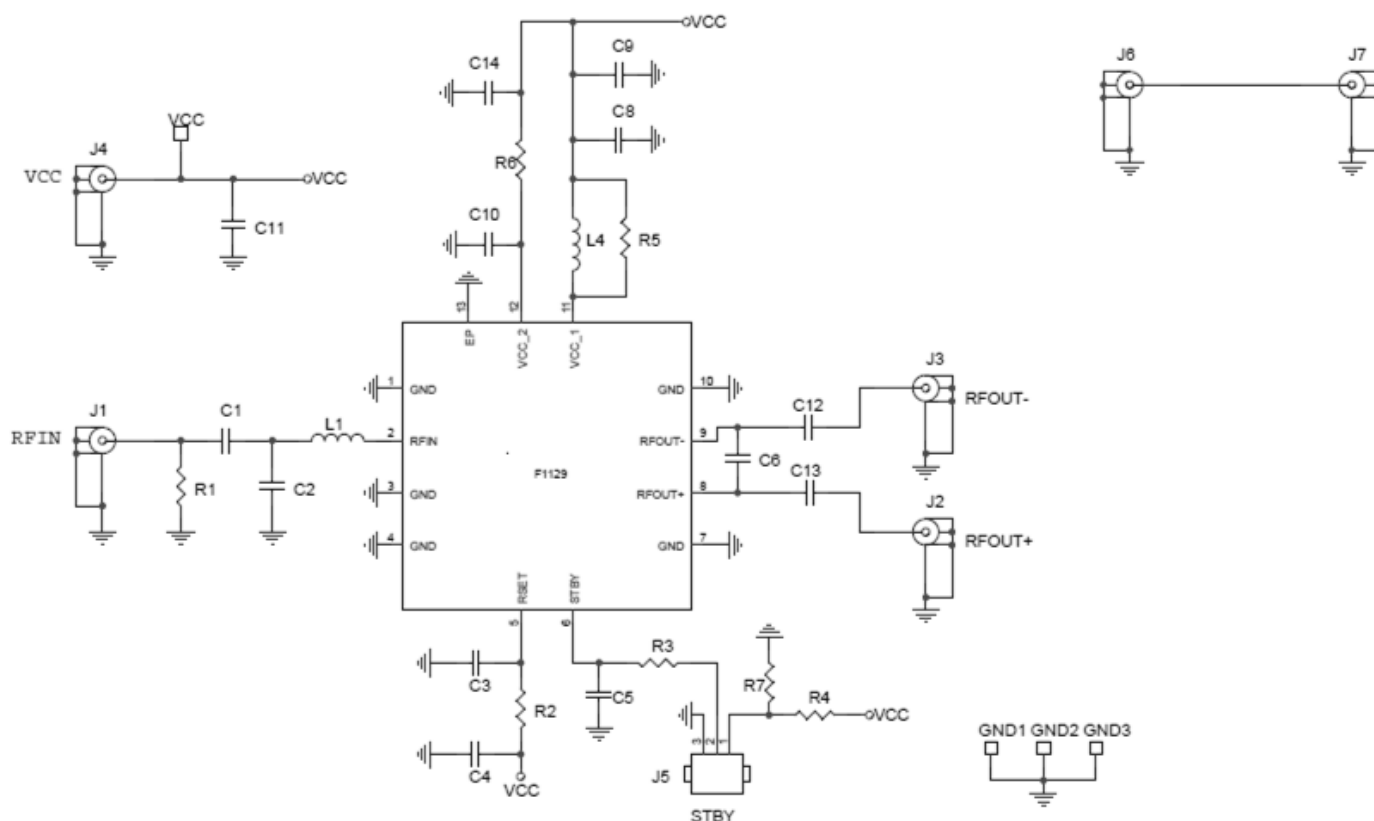 VCC
C9
C14
J6
J7
VCC
C8
J4
R6
VCC
VCC
C10
C11
L4
R5
13
12
11
EP
VCC_2
VCC_1
1
GND
GND
10
J3
J1
C1
L1
C12
RFOUT-
RFIN
2
RFIN
RFOUT-
9
C6
F1129
C13
R1
C2
3
GND
RFOUT+
8
J2
4
GND
GND
7
RFOUT+
RSET
STBY
5
6
R3
C3
R7
R4
C5
R2
VCC
3
2
1
GND1
GND2
GND3
C4
J5
VCC
STBY